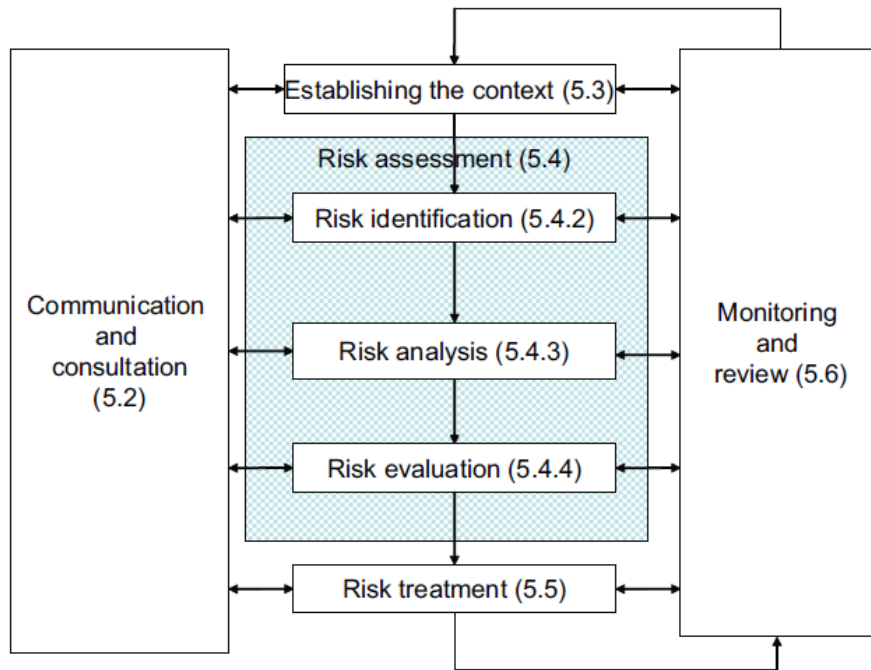 Establishing the context (5.3)
Risk assessment (5.4)
Risk identification (5.4.2)
Risk analysis (5.4.3)
Risk evaluation (5.4.4)
Risk treatment (5.5)
Communication
and
consultation
(5.2)
Monitoring
and
review (5.6)